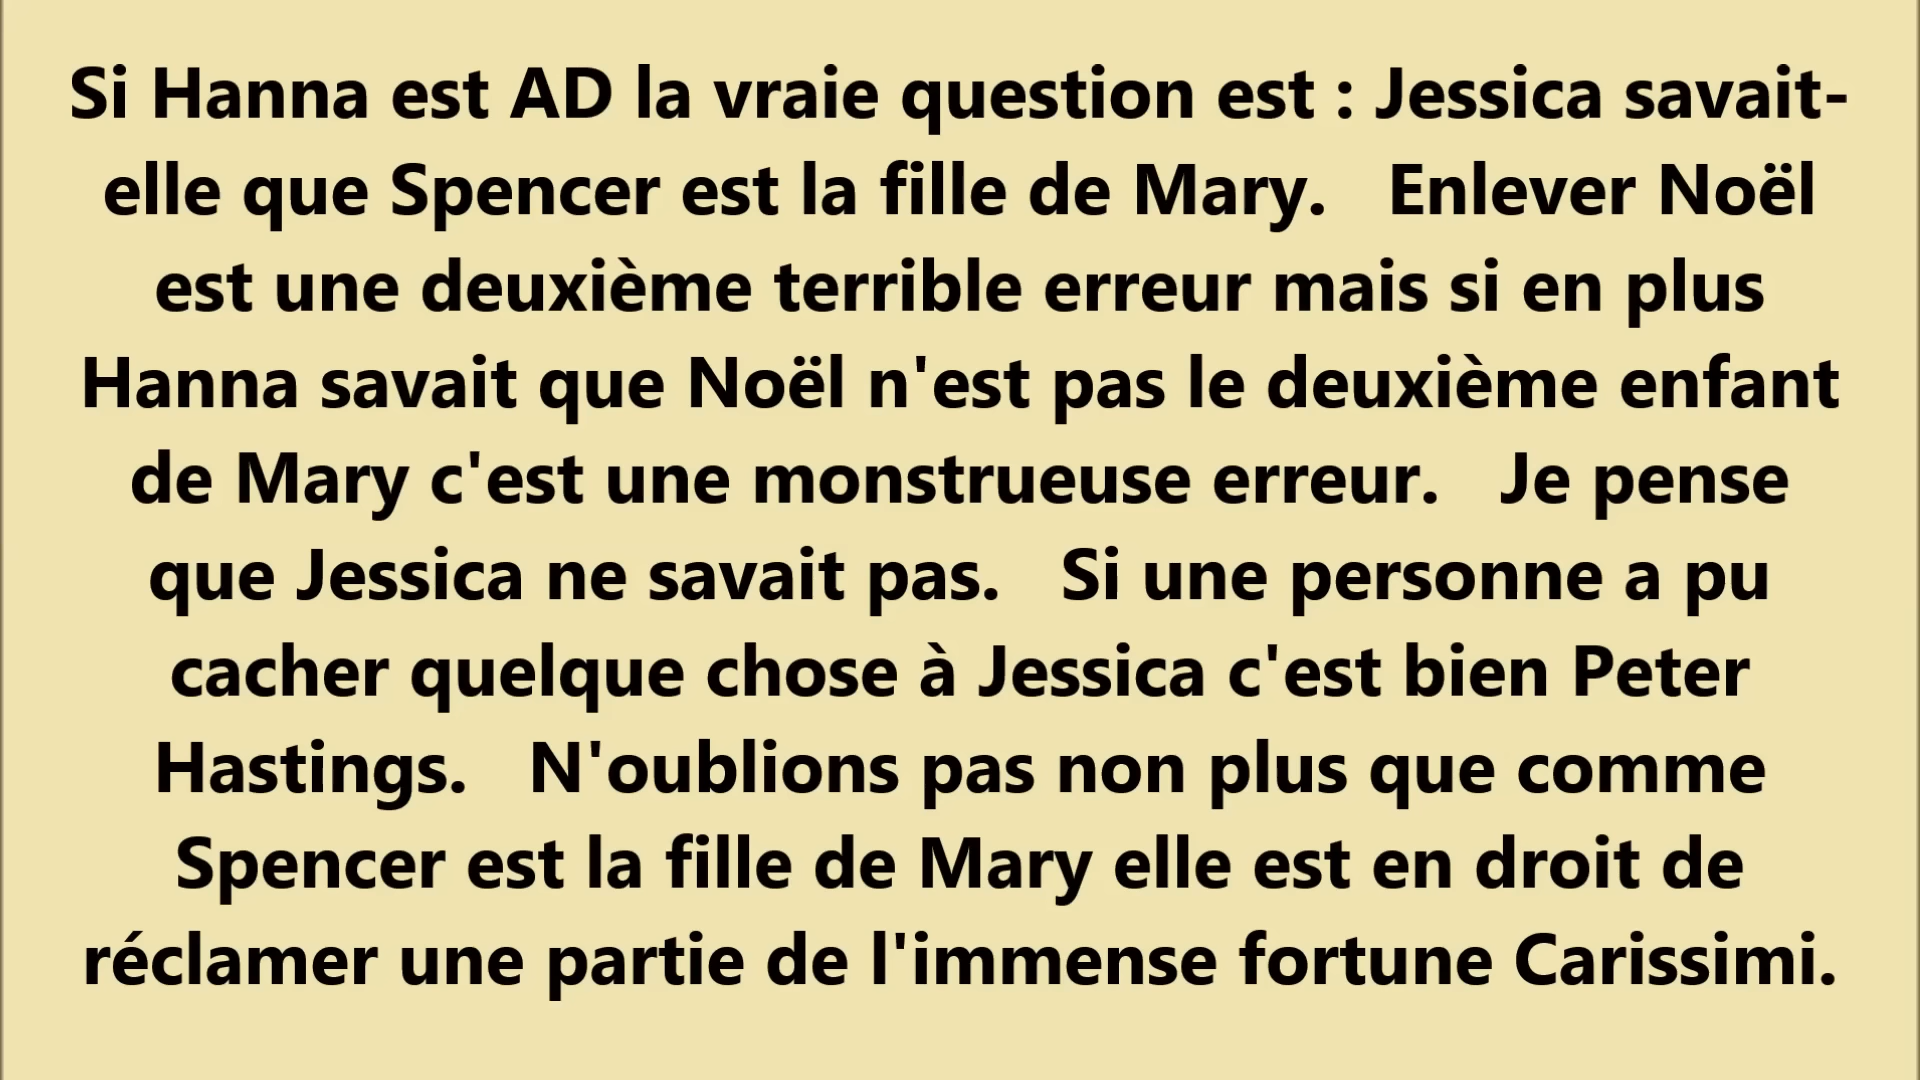 Si Hanna est AD la vraie question est : Jessica savait-
elle que Spencer est la fille de Mary.   Enlever Noël
est une deuxième terrible erreur mais si en plus
Hanna savait que Noël n'est pas le deuxième enfant
de Mary c'est une monstrueuse erreur.   Je pense
que Jessica ne savait pas.   Si une personne a pu
cacher quelque chose à Jessica c'est bien Peter
Hastings.   N'oublions pas non plus que comme
Spencer est la fille de Mary elle est en droit de
réclamer une partie de l'immense fortune Carissimi.